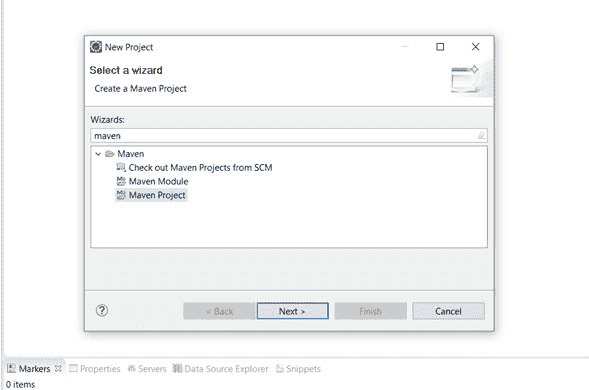 New Project
Select a wizard
Create a Maven Project
Wizards:
maven
Maven
Check out Maven Projects from SCM
Maven Module
Maven Project
?
< Back Next > Finish Cancel
Markers Properties Servers Data Source Explorer Snippets
0 items